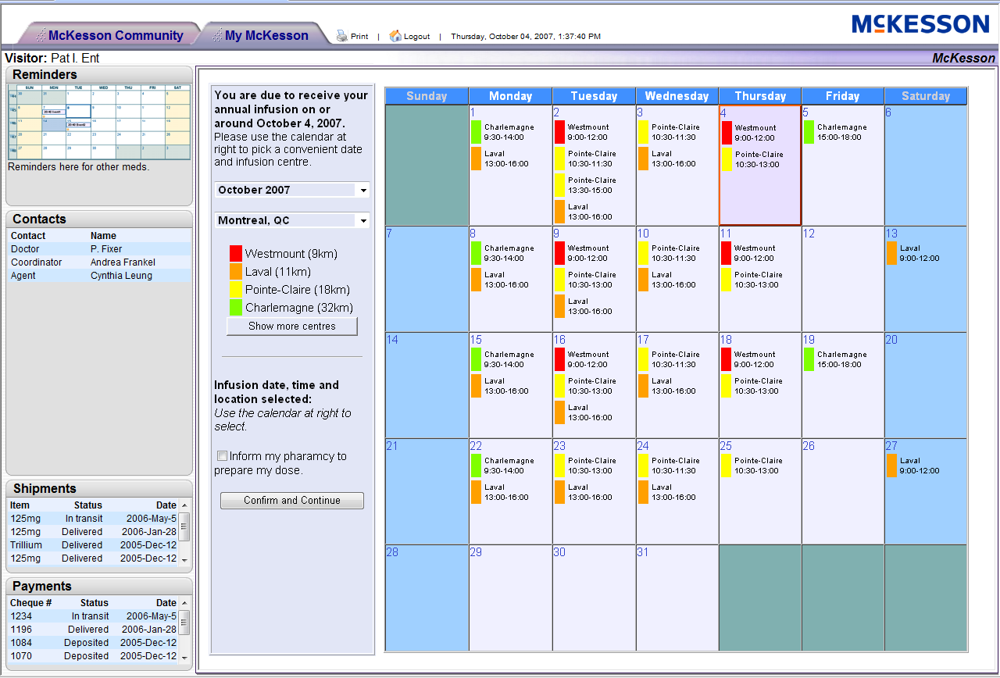 McKesson Community
My McKesson
Print | Logout | Thursday, October 04, 2007, 1:37:40 PM
McKESSON
Visitor: Pat I. Ent
McKesson
Reminders
SUN MON TUE WED THU FRI SAT
20:40 Event!
20:40 Event!
Reminders here for other meds.
Contacts
Contact Name
Doctor P. Fixer
Coordinator Andrea Frankel
Agent Cynthia Leung
Shipments
Item Status Date
125mg In transit 2006-May-5
125mg Delivered 2006-Jan-28
Trillium Delivered 2005-Dec-12
125mg Delivered 2005-Dec-12
Payments
Cheque # Status Date
1234 In transit 2006-May-5
1196 Delivered 2006-Jan-28
1084 Deposited 2005-Dec-12
1070 Deposited 2005-Dec-12
You are due to receive your
annual infusion on or
around October 4, 2007.
Please use the calendar at
right to pick a convenient date
and infusion centre.
October 2007
Montreal, QC
Westmount (9km)
Laval (11km)
Pointe-Claire (18km)
Charlemagne (32km)
Show more centres
Infusion date, time and
location selected:
Use the calendar at right to
select.
Inform my pharamcy to
prepare my dose.
Confirm and Continue
Sunday Monday Tuesday Wednesday Thursday Friday Saturday
1
Charlemagne
9:30-14:00
Laval
13:00-16:00
2
Westmount
9:00-12:00
Pointe-Claire
10:30-11:30
Pointe-Claire
13:30-15:00
Laval
13:00-16:00
3
Pointe-Claire
10:30-11:30
Laval
13:00-16:00
4
Westmount
9:00-12:00
Pointe-Claire
10:30-13:00
5
Charlemagne
15:00-18:00
6
7
8
Charlemagne
9:30-14:00
Laval
13:00-16:00
9
Westmount
9:00-12:00
Pointe-Claire
10:30-13:00
Laval
13:00-16:00
10
Pointe-Claire
10:30-11:30
Laval
13:00-16:00
11
Westmount
9:00-12:00
Pointe-Claire
10:30-13:00
12
13
Laval
9:00-12:00
14
15
Charlemagne
9:30-14:00
Laval
13:00-16:00
16
Westmount
9:00-12:00
Pointe-Claire
10:30-13:00
Laval
13:00-16:00
17
Pointe-Claire
10:30-11:30
Laval
13:00-16:00
18
Westmount
9:00-12:00
Pointe-Claire
10:30-13:00
19
Charlemagne
15:00-18:00
20
21
22
Charlemagne
9:30-14:00
Laval
13:00-16:00
23
Pointe-Claire
10:30-13:00
Laval
13:00-16:00
24
Pointe-Claire
10:30-11:30
Laval
13:00-16:00
25
Pointe-Claire
10:30-13:00
26
27
Laval
9:00-12:00
28
29
30
31